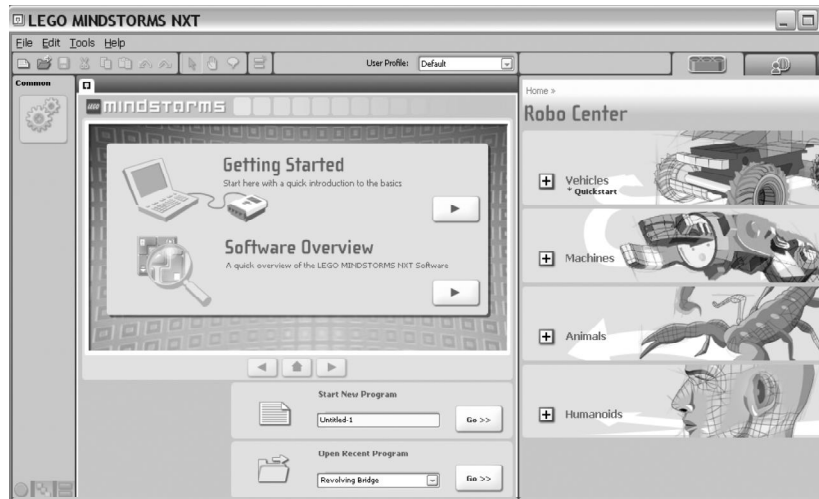 LEGO MINDSTORMS NXT
File Edit Tools Help
User Profile: Default
Common
LEGO mindstorms
Getting Started
Start here with a quick introduction to the basics
Software Overview
A quick overview of the LEGO MINDSTORMS NXT Software
Start New Program
Untitled-1 Go >>
Open Recent Program
Revolving Bridge Go >>
Home »
Robo Center
Vehicles
* Quickstart
Machines
Animals
Humanoids